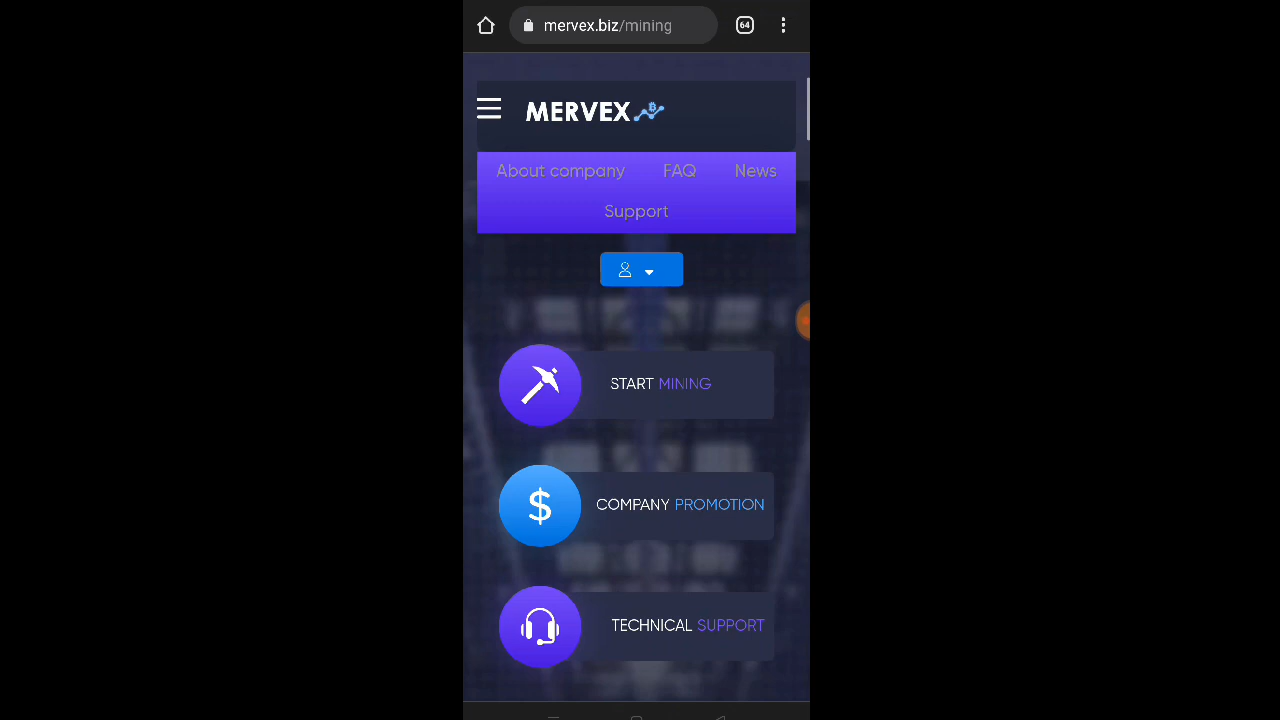 mervex.biz/mining
64
MERVEX
About company FAQ News
Support
START MINING
$
COMPANY PROMOTION
TECHNICAL SUPPORT